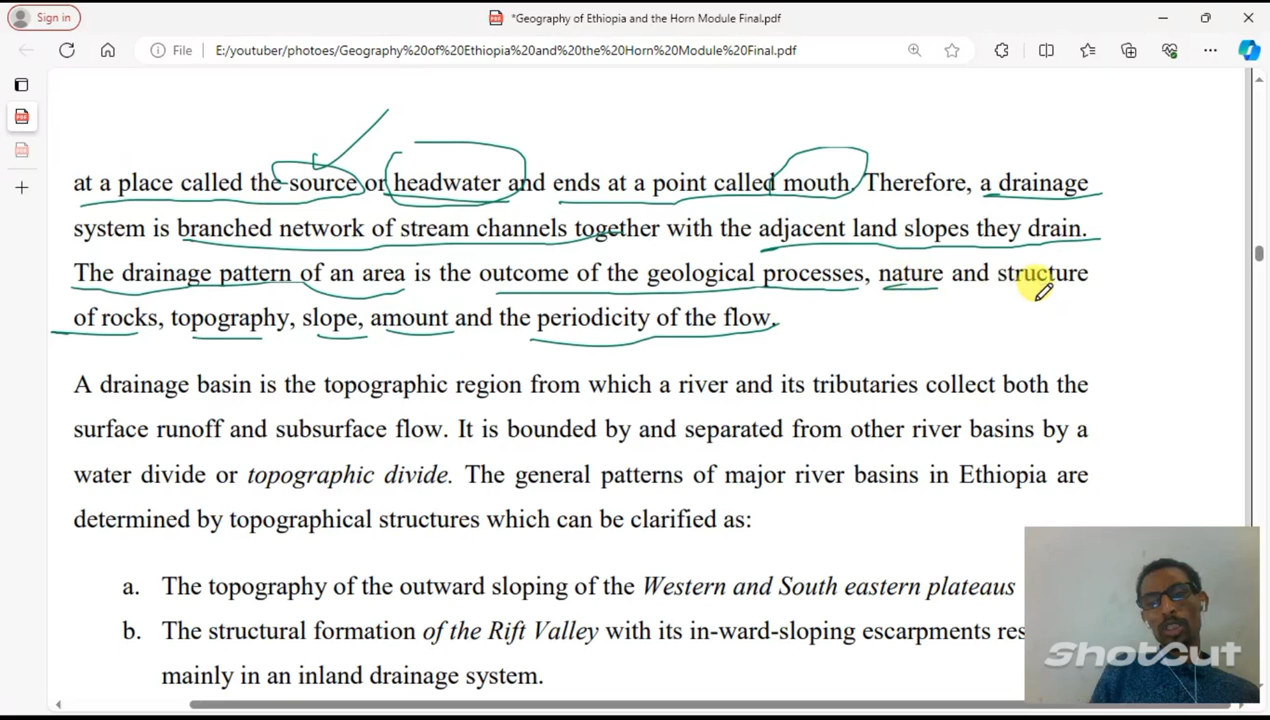 Sign in
*Geography of Ethiopia and the Horn Module Final.pdf
File
E:/youtuber/photoes/Geography%20of%20Ethiopia%20and%20the%20Horn%20Module%20Final.pdf
at a place called the source or headwater and ends at a point called mouth. Therefore, a drainage
system is branched network of stream channels together with the adjacent land slopes they drain.
The drainage pattern of an area is the outcome of the geological processes, nature and structure
of rocks, topography, slope, amount and the periodicity of the flow.
A drainage basin is the topographic region from which a river and its tributaries collect both the
surface runoff and subsurface flow. It is bounded by and separated from other river basins by a
water divide or topographic divide. The general patterns of major river basins in Ethiopia are
determined by topographical structures which can be clarified as:
a. The topography of the outward sloping of the Western and South eastern plateaus
b. The structural formation of the Rift Valley with its in-ward-sloping escarpments res
mainly in an inland drainage system.
Shotcut